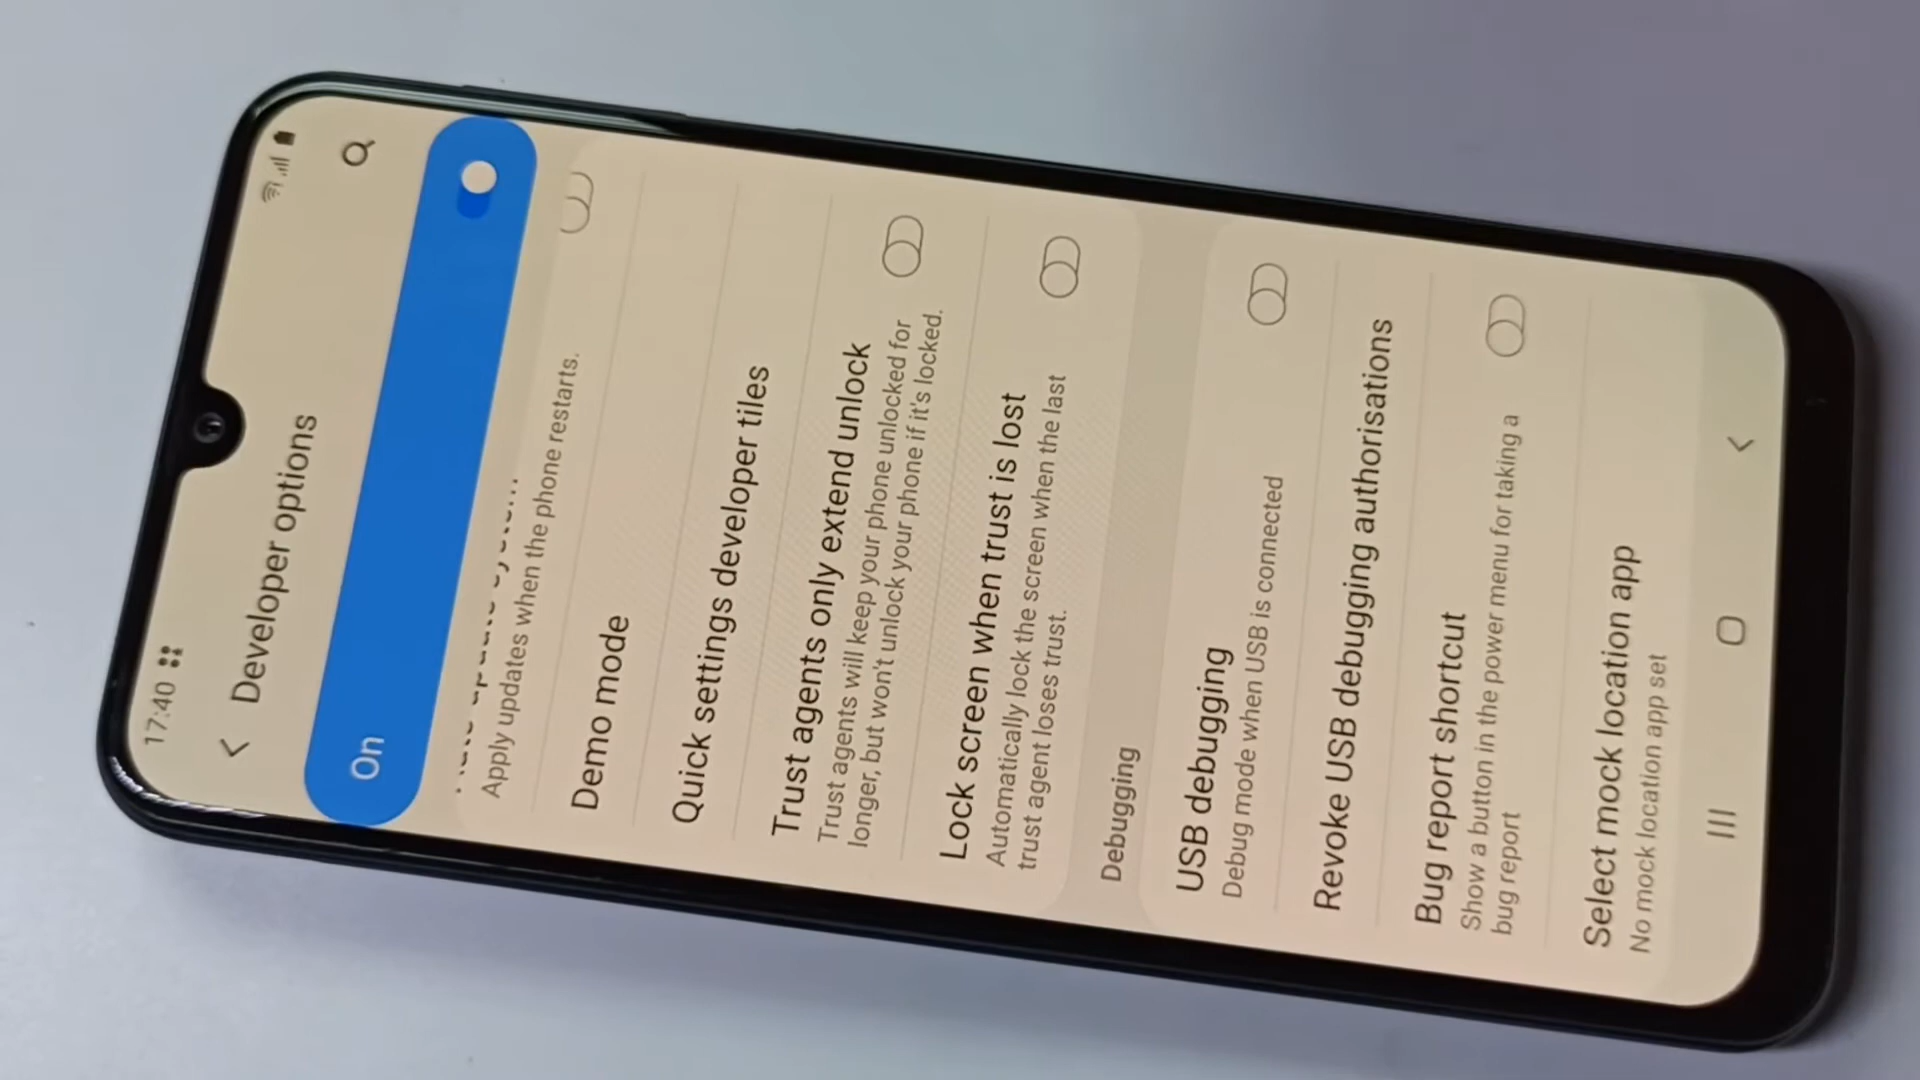 17:40
Developer options
On
Apply updates when the phone restarts.
Demo mode
Quick settings developer tiles
Trust agents only extend unlock
Trust agents will keep your phone unlocked for
longer, but won't unlock your phone if it's locked.
Lock screen when trust is lost
Automatically lock the screen when the last
trust agent loses trust.
Debugging
USB debugging
Debug mode when USB is connected
Revoke USB debugging authorisations
Bug report shortcut
Show a button in the power menu for taking a
bug report
Select mock location app
No mock location app set